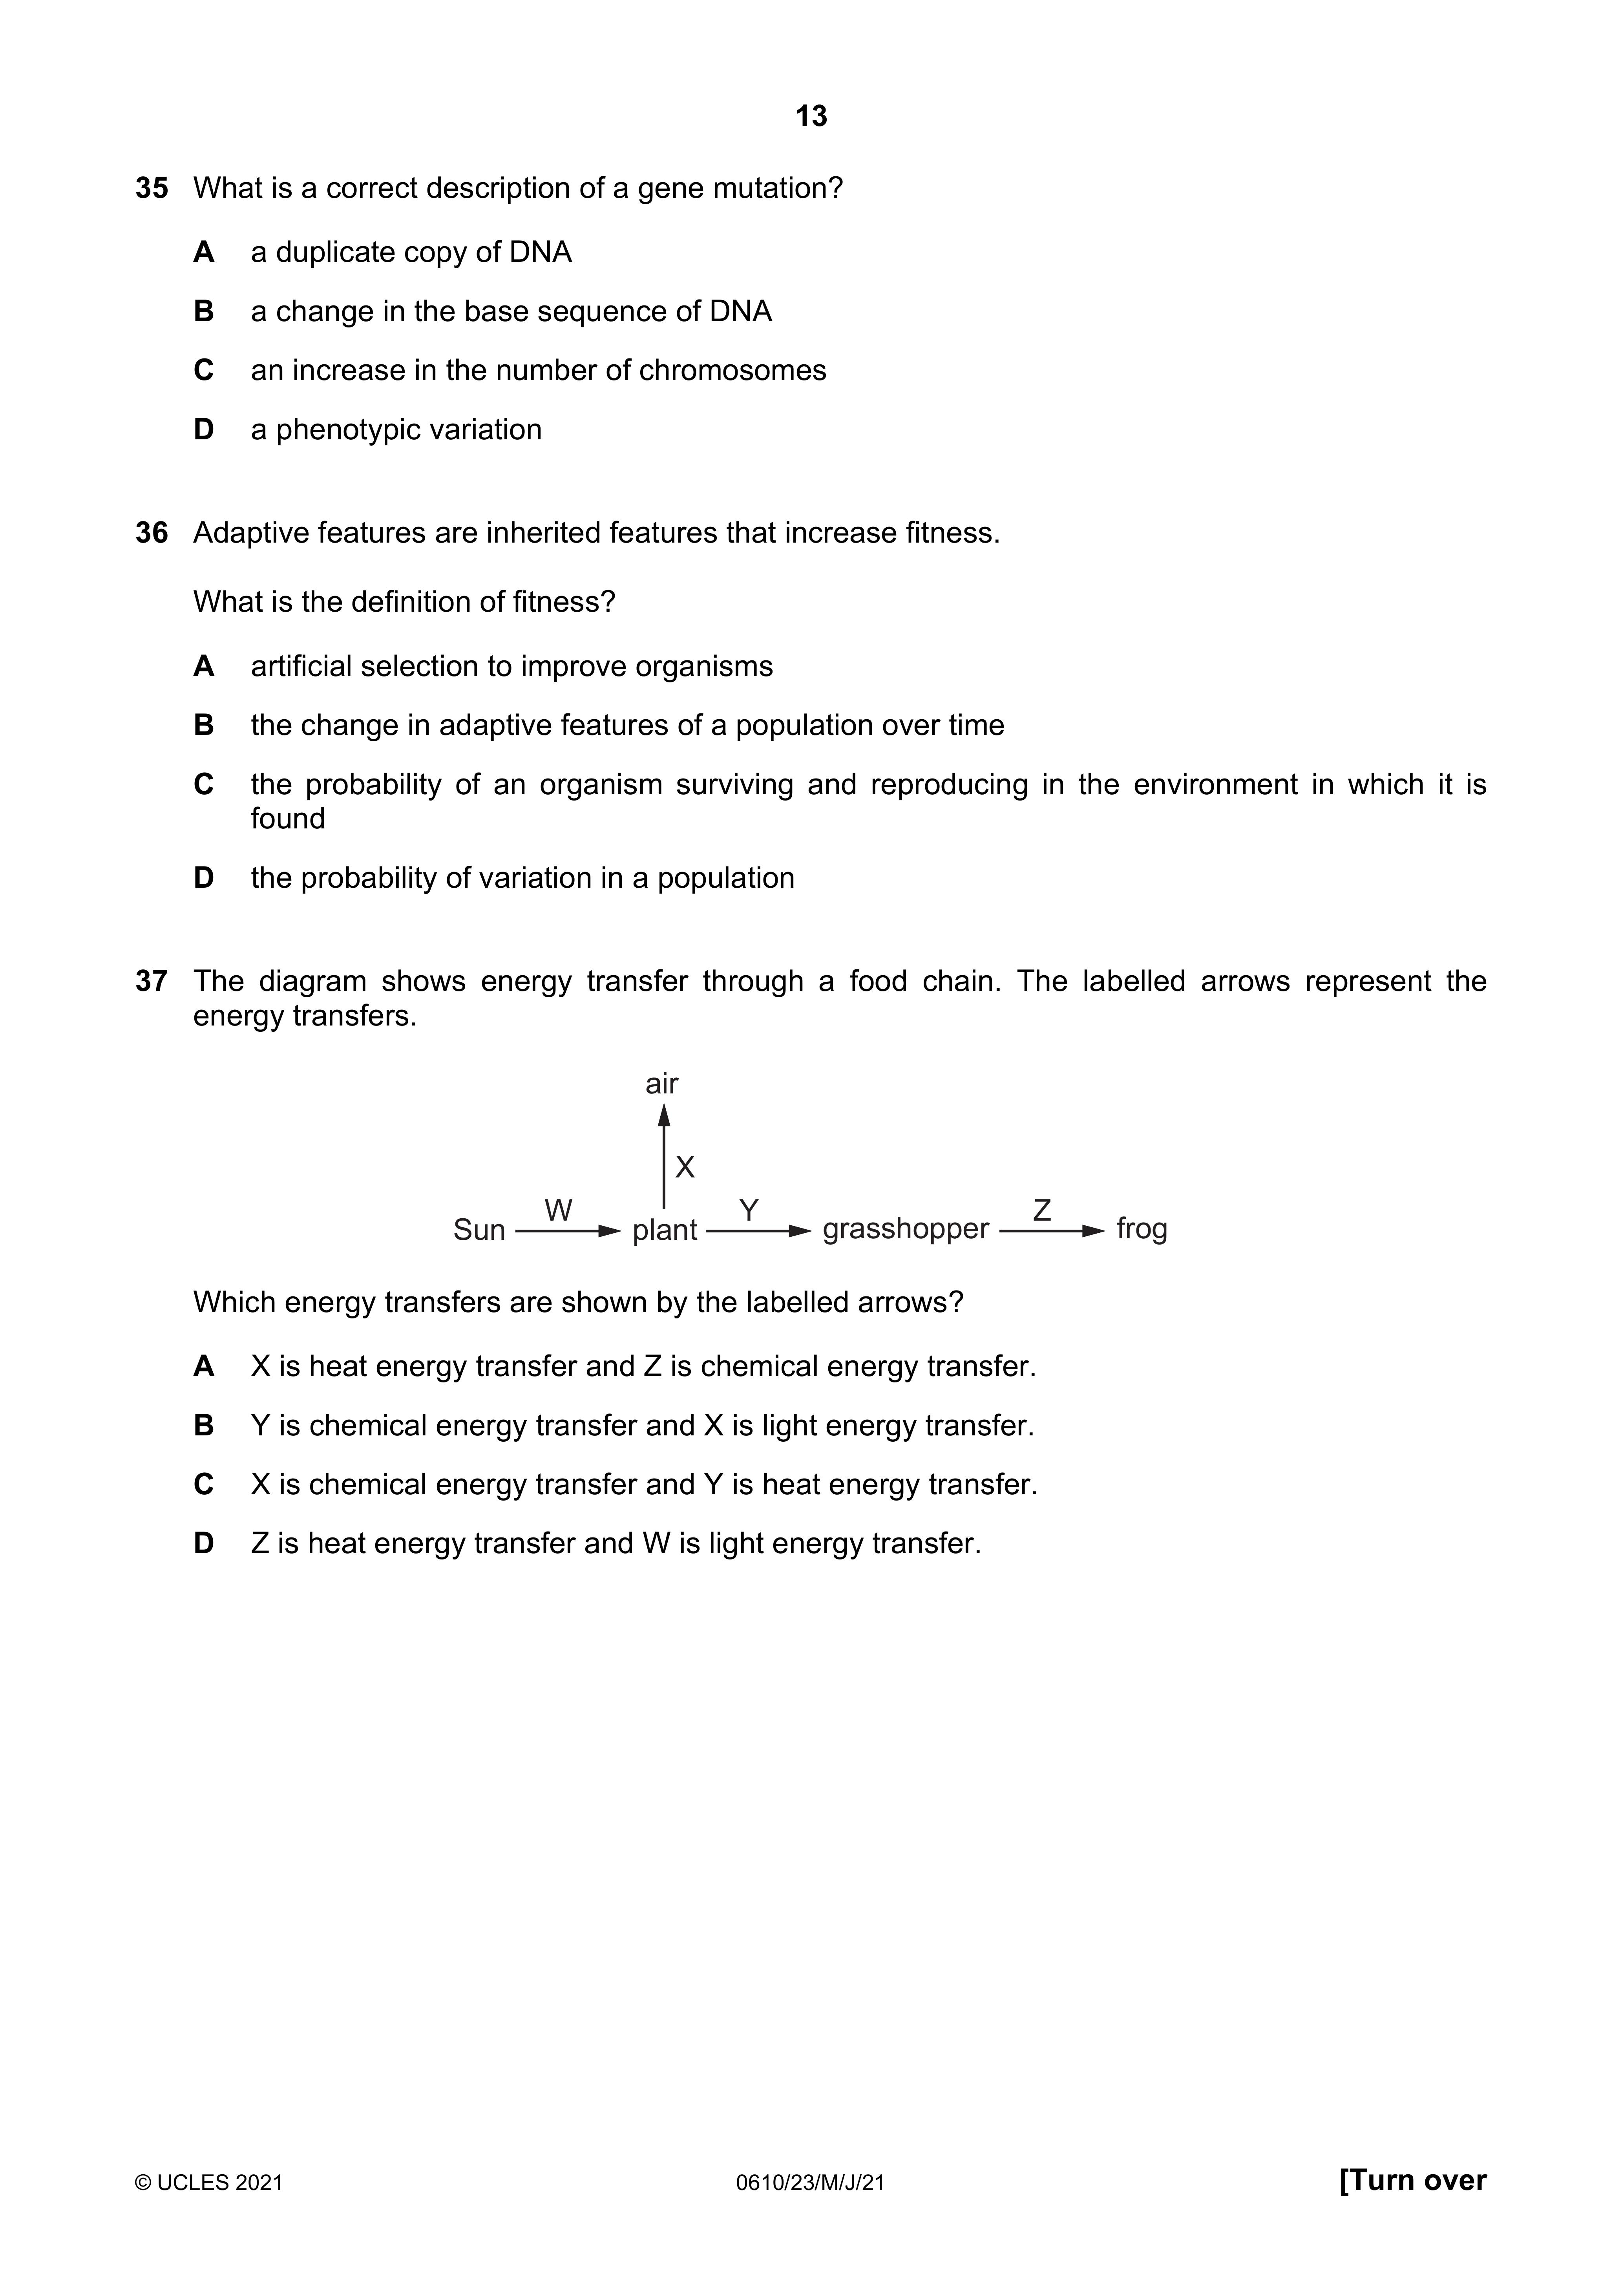 13
35 What is a correct description of a gene mutation?
A a duplicate copy of DNA
B a change in the base sequence of DNA
C an increase in the number of chromosomes
D a phenotypic variation
36 Adaptive features are inherited features that increase fitness.
What is the definition of fitness?
A artificial selection to improve organisms
B the change in adaptive features of a population over time
C the probability of an organism surviving and reproducing in the environment in which it is
found
D the probability of variation in a population
37 The diagram shows energy transfer through a food chain. The labelled arrows represent the
energy transfers.
air
X
W Y Z
Sun plant grasshopper frog
Which energy transfers are shown by the labelled arrows?
A X is heat energy transfer and Z is chemical energy transfer.
B Y is chemical energy transfer and X is light energy transfer.
C X is chemical energy transfer and Y is heat energy transfer.
D Z is heat energy transfer and W is light energy transfer.
© UCLES 2021 0610/23/M/J/21 [Turn over